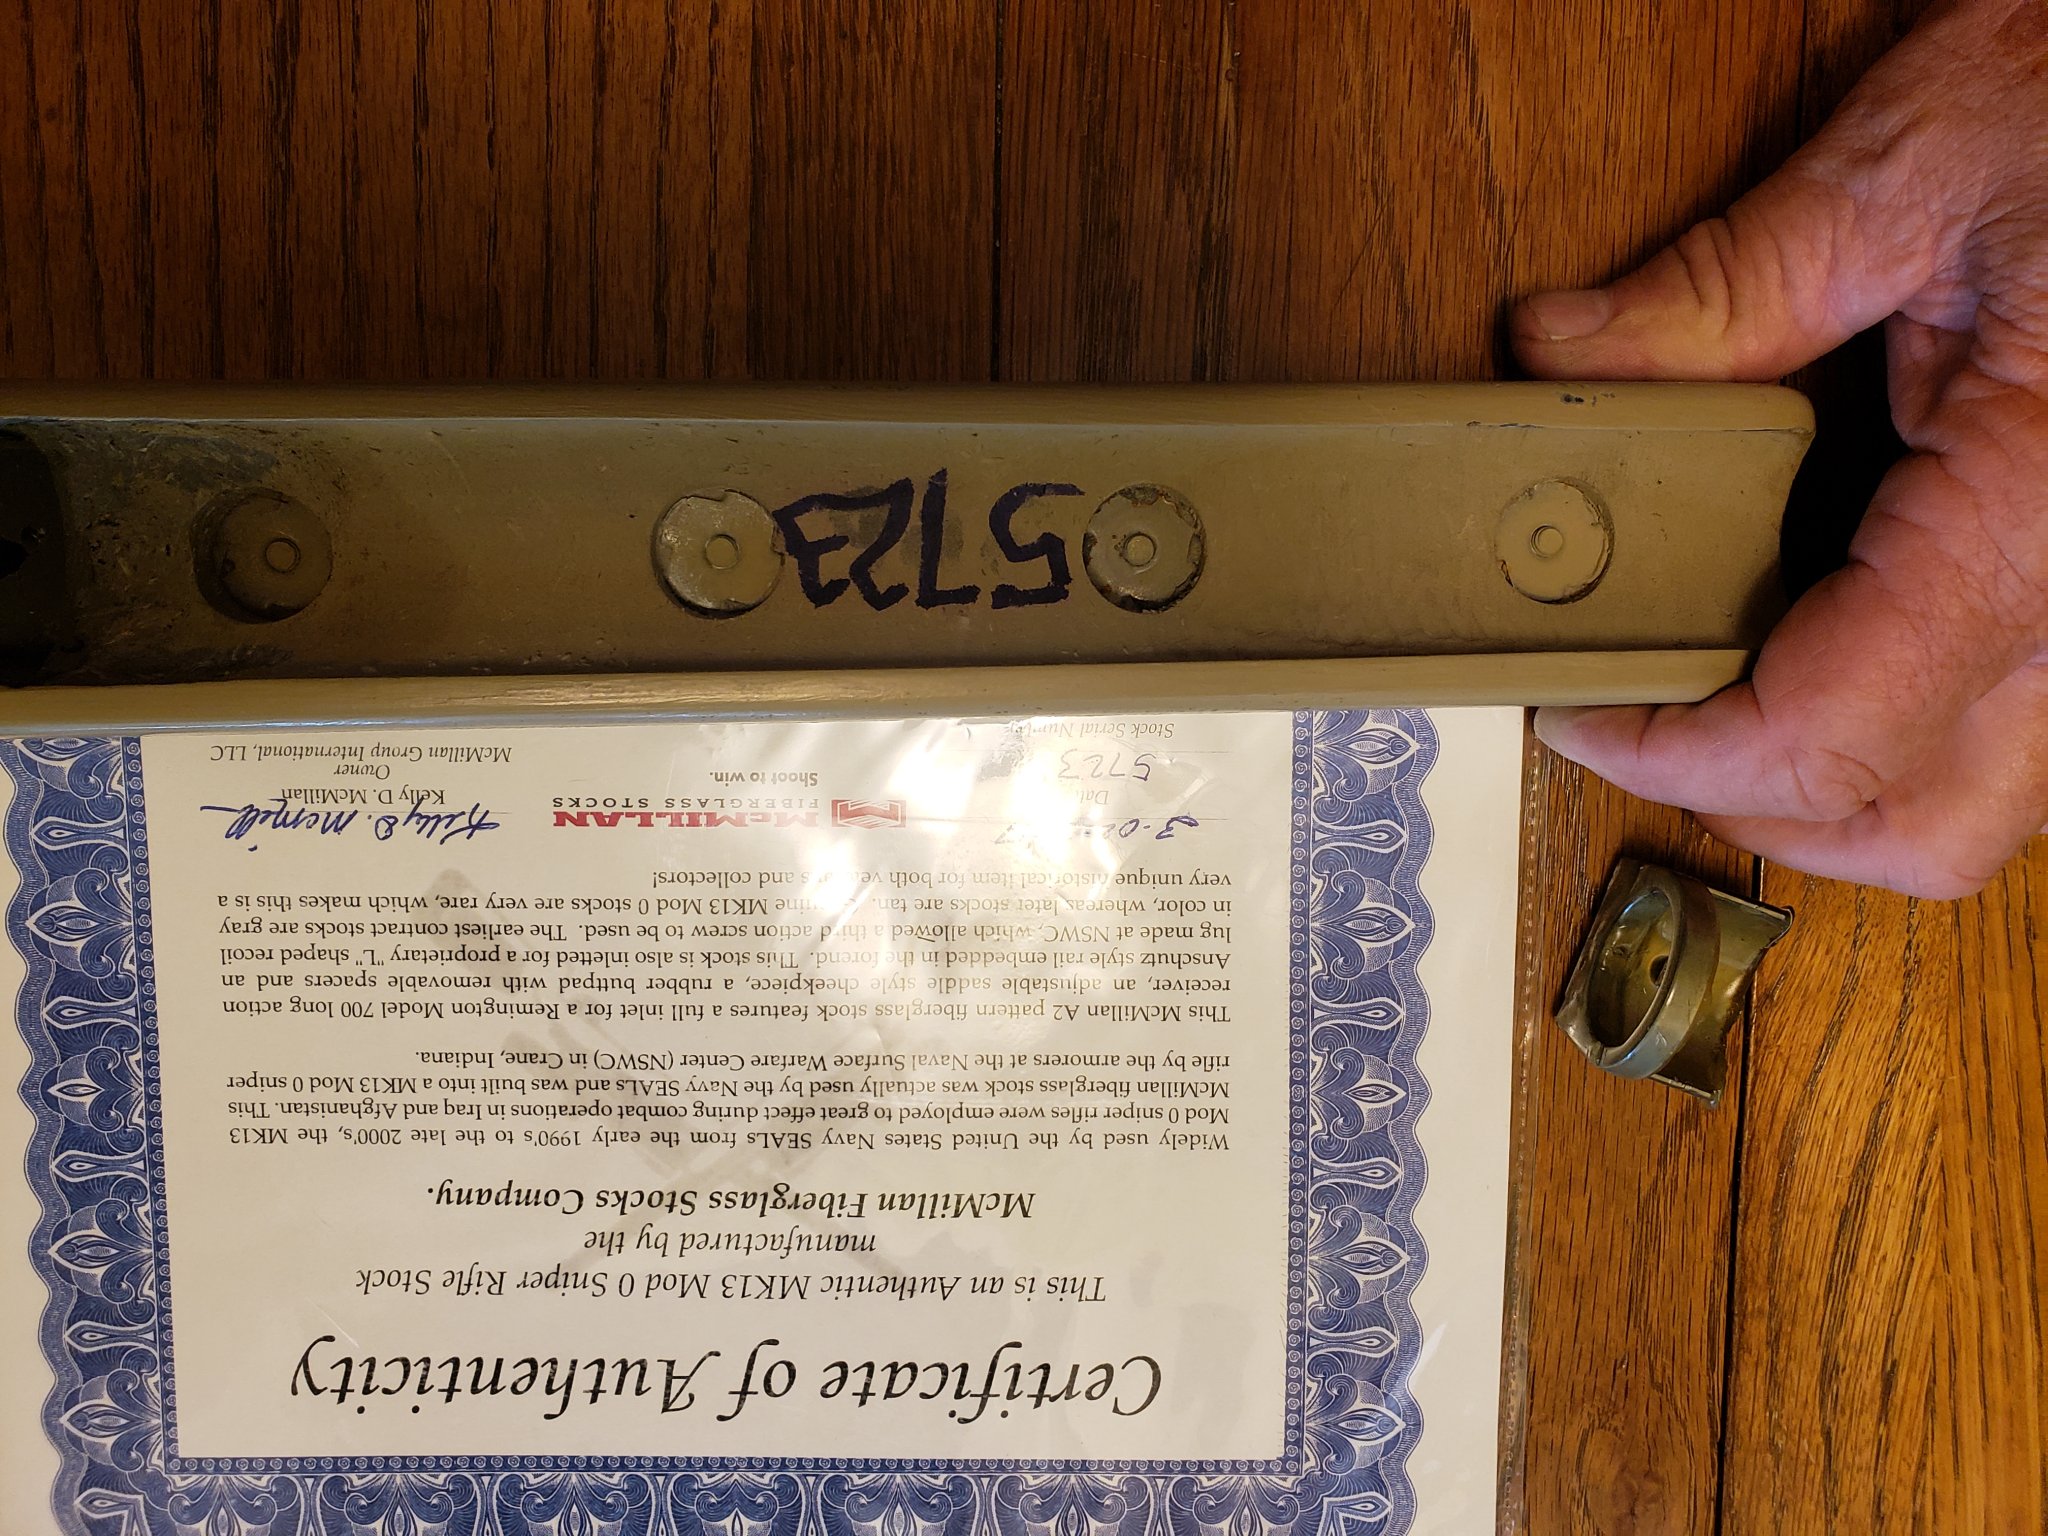 Certificate of Authenticity
This is an Authentic MK13 Mod 0 Sniper Rifle Stock
manufactured by the
McMillan Fiberglass Stocks Company.
Widely used by the United States Navy SEALs from the early 1990's to the late 2000's, the MK13
Mod 0 sniper rifles were employed to great effect during combat operations in Iraq and Afghanistan. This
McMillan fiberglass stock was actually used by the Navy SEALs and was built into a MK13 Mod 0 sniper
rifle by the armorers at the Naval Surface Warfare Center (NSWC) in Crane, Indiana.
This McMillan A2 pattern fiberglass stock features a full inlet for a Remington Model 700 long action
receiver, an adjustable saddle style cheekpiece, a rubber buttpad with removable spacers and an
Anschutz style rail embedded in the forend. This stock is also inletted for a proprietary "L" shaped recoil
lug made at NSWC, which allowed a third action screw to be used. The earliest contract stocks are gray
in color, whereas later stocks are tan. Genuine MK13 Mod 0 stocks are very rare, which makes this is a
very unique historical item for both veterans and collectors!
Date
5723
Stock Serial Number
McMILLAN
FIBERGLASS STOCKS
Shoot to win.
Kelly D. McMillan
Kelly D. McMillan
Owner
McMillan Group International, LLC
5723